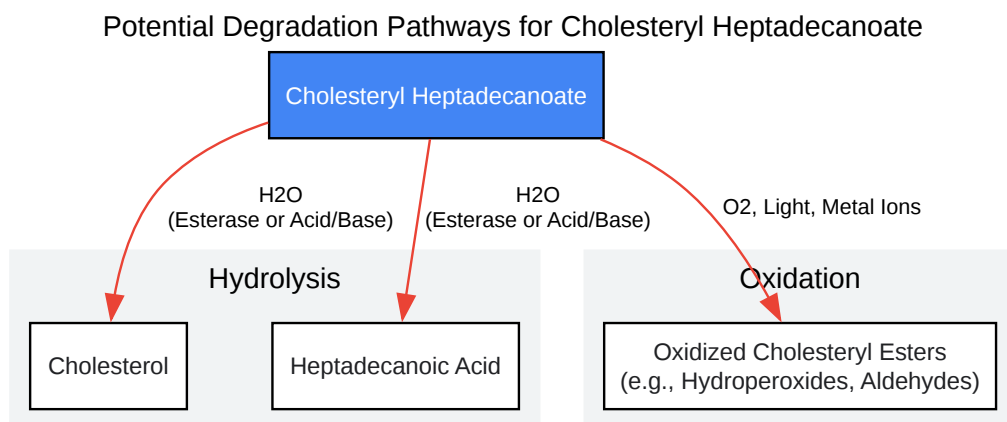 Potential Degradation Pathways for Cholesteryl Heptadecanoate
Cholesteryl Heptadecanoate
H2O
(Esterase or Acid/Base)
H2O
(Esterase or Acid/Base)
O2, Light, Metal Ions
Hydrolysis
Oxidation
Cholesterol
Heptadecanoic Acid
Oxidized Cholesteryl Esters
(e.g., Hydroperoxides, Aldehydes)